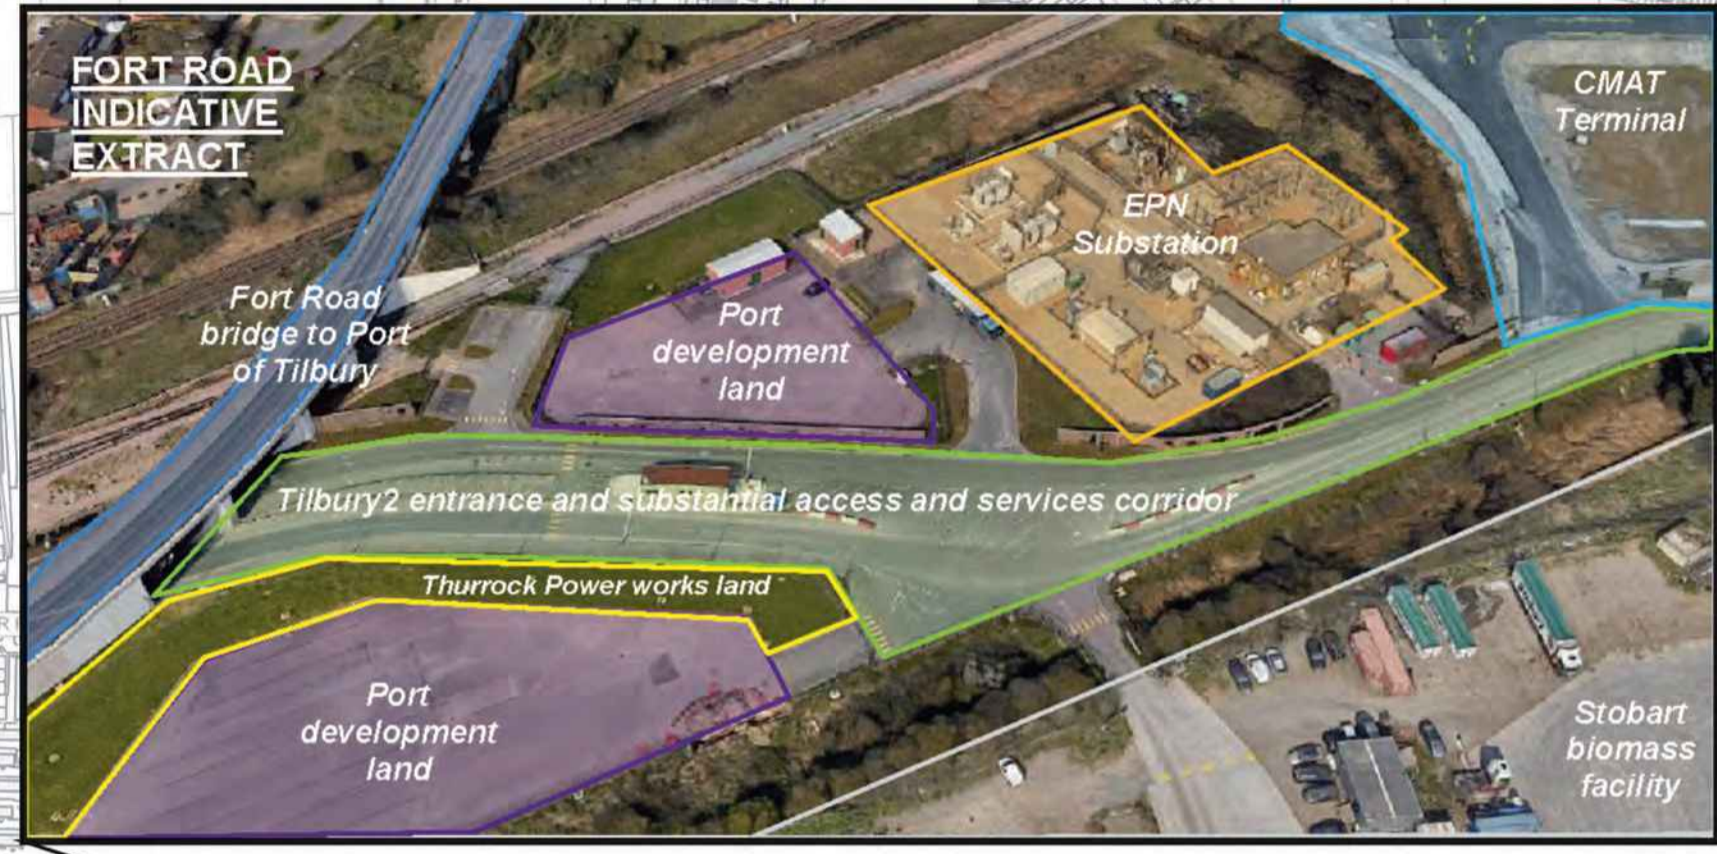 FORT ROAD
INDICATIVE
EXTRACT
CMAT
Terminal
EPN
Substation
Fort Road
bridge to Port
of Tilbury
Port
development
land
Tilbury2 entrance and substantial access and services corridor
Thurrock Power works land
Port
development
land
Stobart
biomass
facility